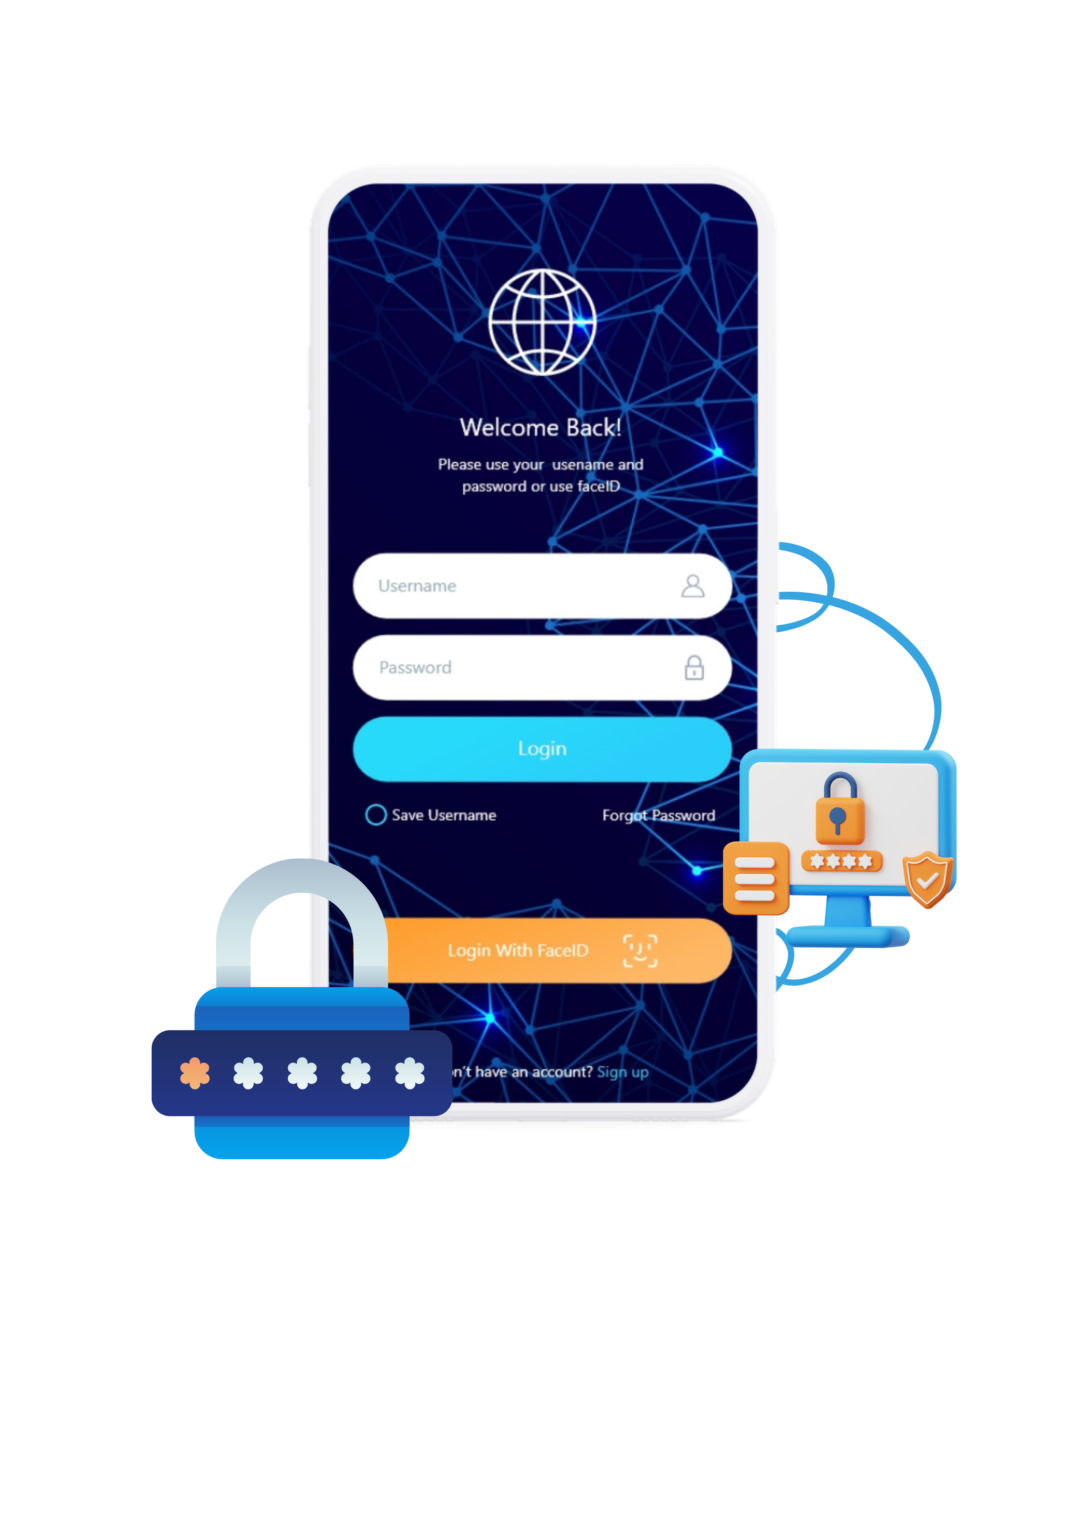 Welcome Back!
Please use your usename and
password or use faceID
Username
Password
Login
Save Username
Forgot Password
Login With FaceID
n't have an account? Sign up